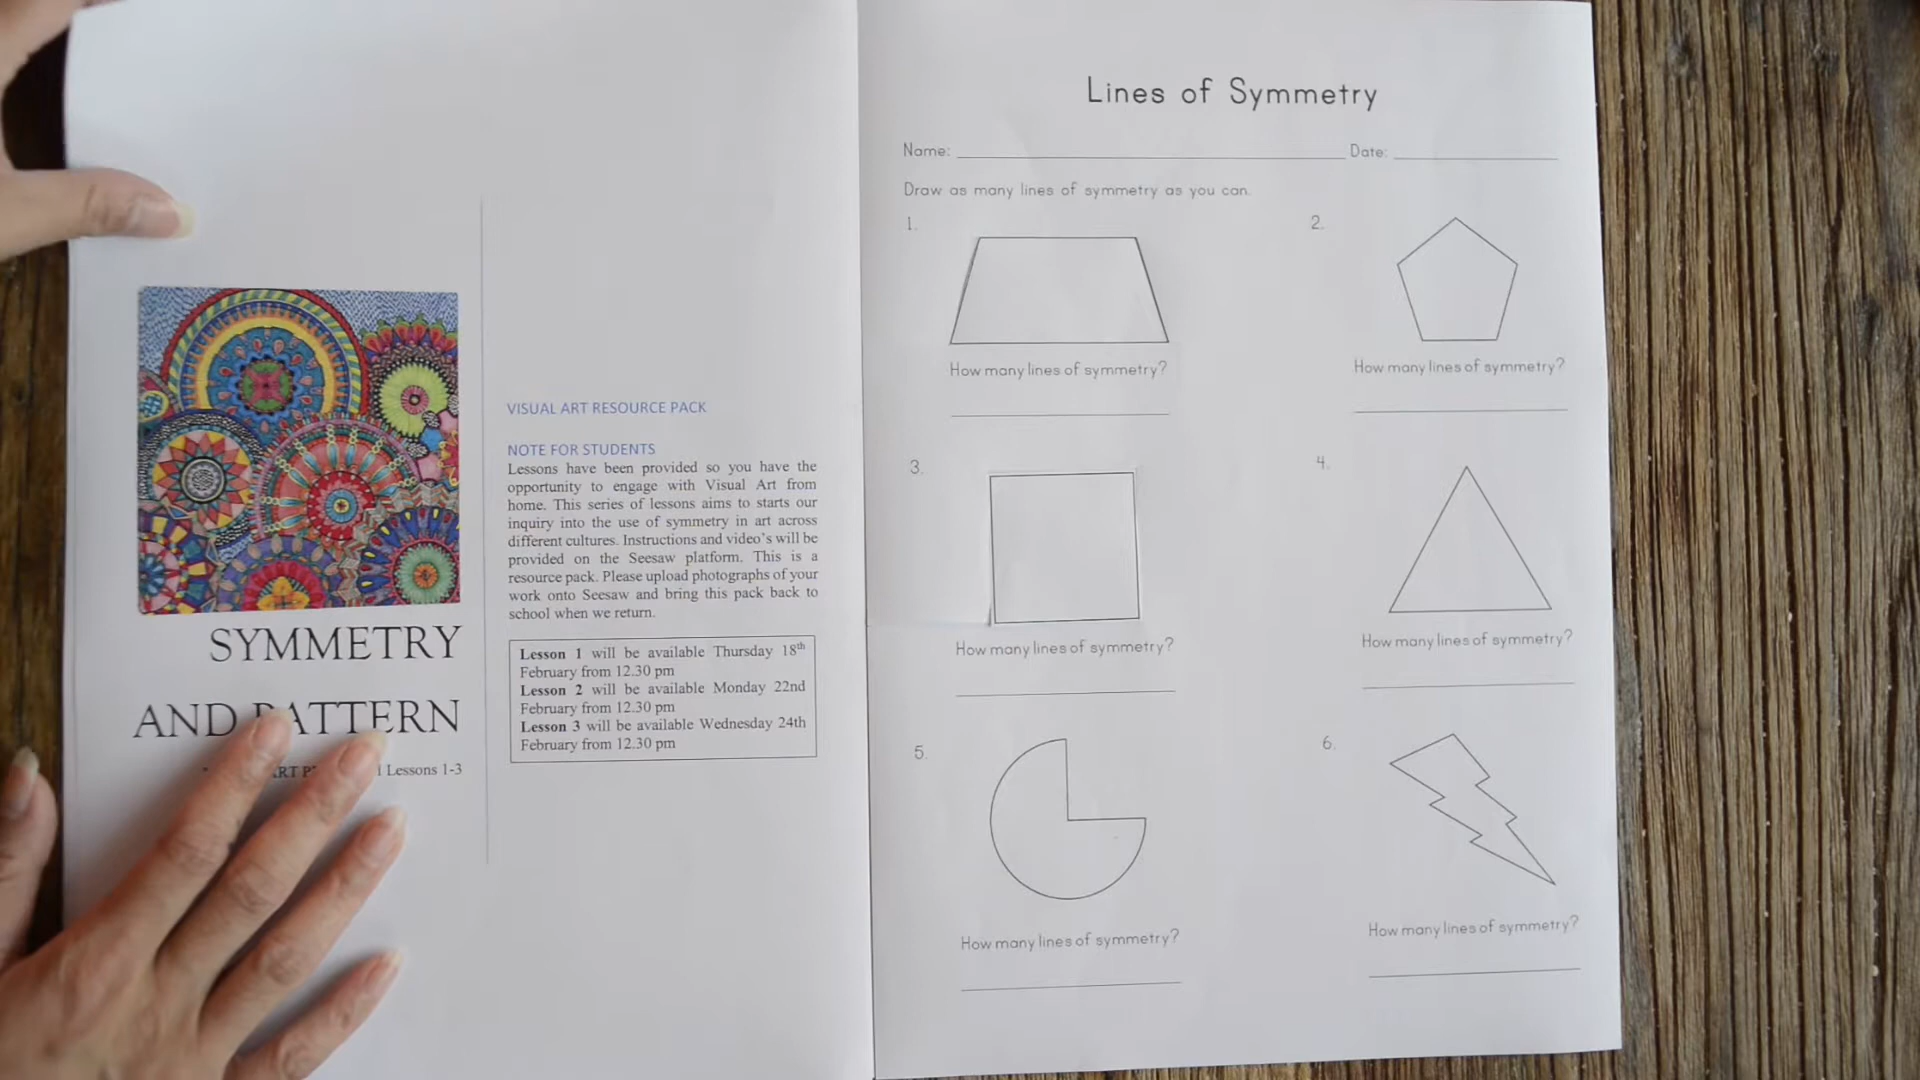 SYMMETRY
AND PATTERN
ART Lessons 1-3
VISUAL ART RESOURCE PACK
NOTE FOR STUDENTS
Lessons have been provided so you have the
opportunity to engage with Visual Art from
home. This series of lessons aims to starts our
inquiry into the use of symmetry in art across
different cultures. Instructions and video's will be
provided on the Seesaw platform. This is a
resource pack. Please upload photographs of your
work onto Seesaw and bring this pack back to
school when we return.
Lesson 1 will be available Thursday 18th
February from 12.30 pm
Lesson 2 will be available Monday 22nd
February from 12.30 pm
Lesson 3 will be available Wednesday 24th
February from 12.30 pm
Lines of Symmetry
Name: Date:
Draw as many lines of symmetry as you can.
1. 2.
How many lines of symmetry? How many lines of symmetry?
3. 4.
How many lines of symmetry? How many lines of symmetry?
5. 6.
How many lines of symmetry? How many lines of symmetry?